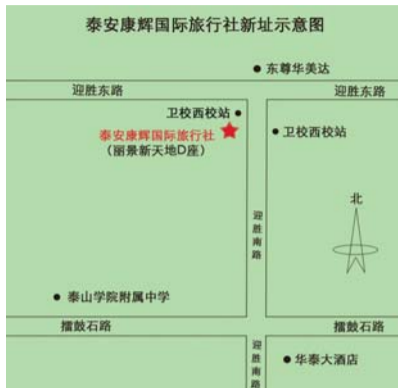 泰安康辉国际旅行社新址示意图
东尊华美达
迎胜东路
迎胜东路
卫校西校站
泰安康辉国际旅行社
（丽景新天地D座）
卫校西校站
北
迎胜南路
泰山学院附属中学
擂鼓石路
擂鼓石路
迎胜南路
华泰大酒店